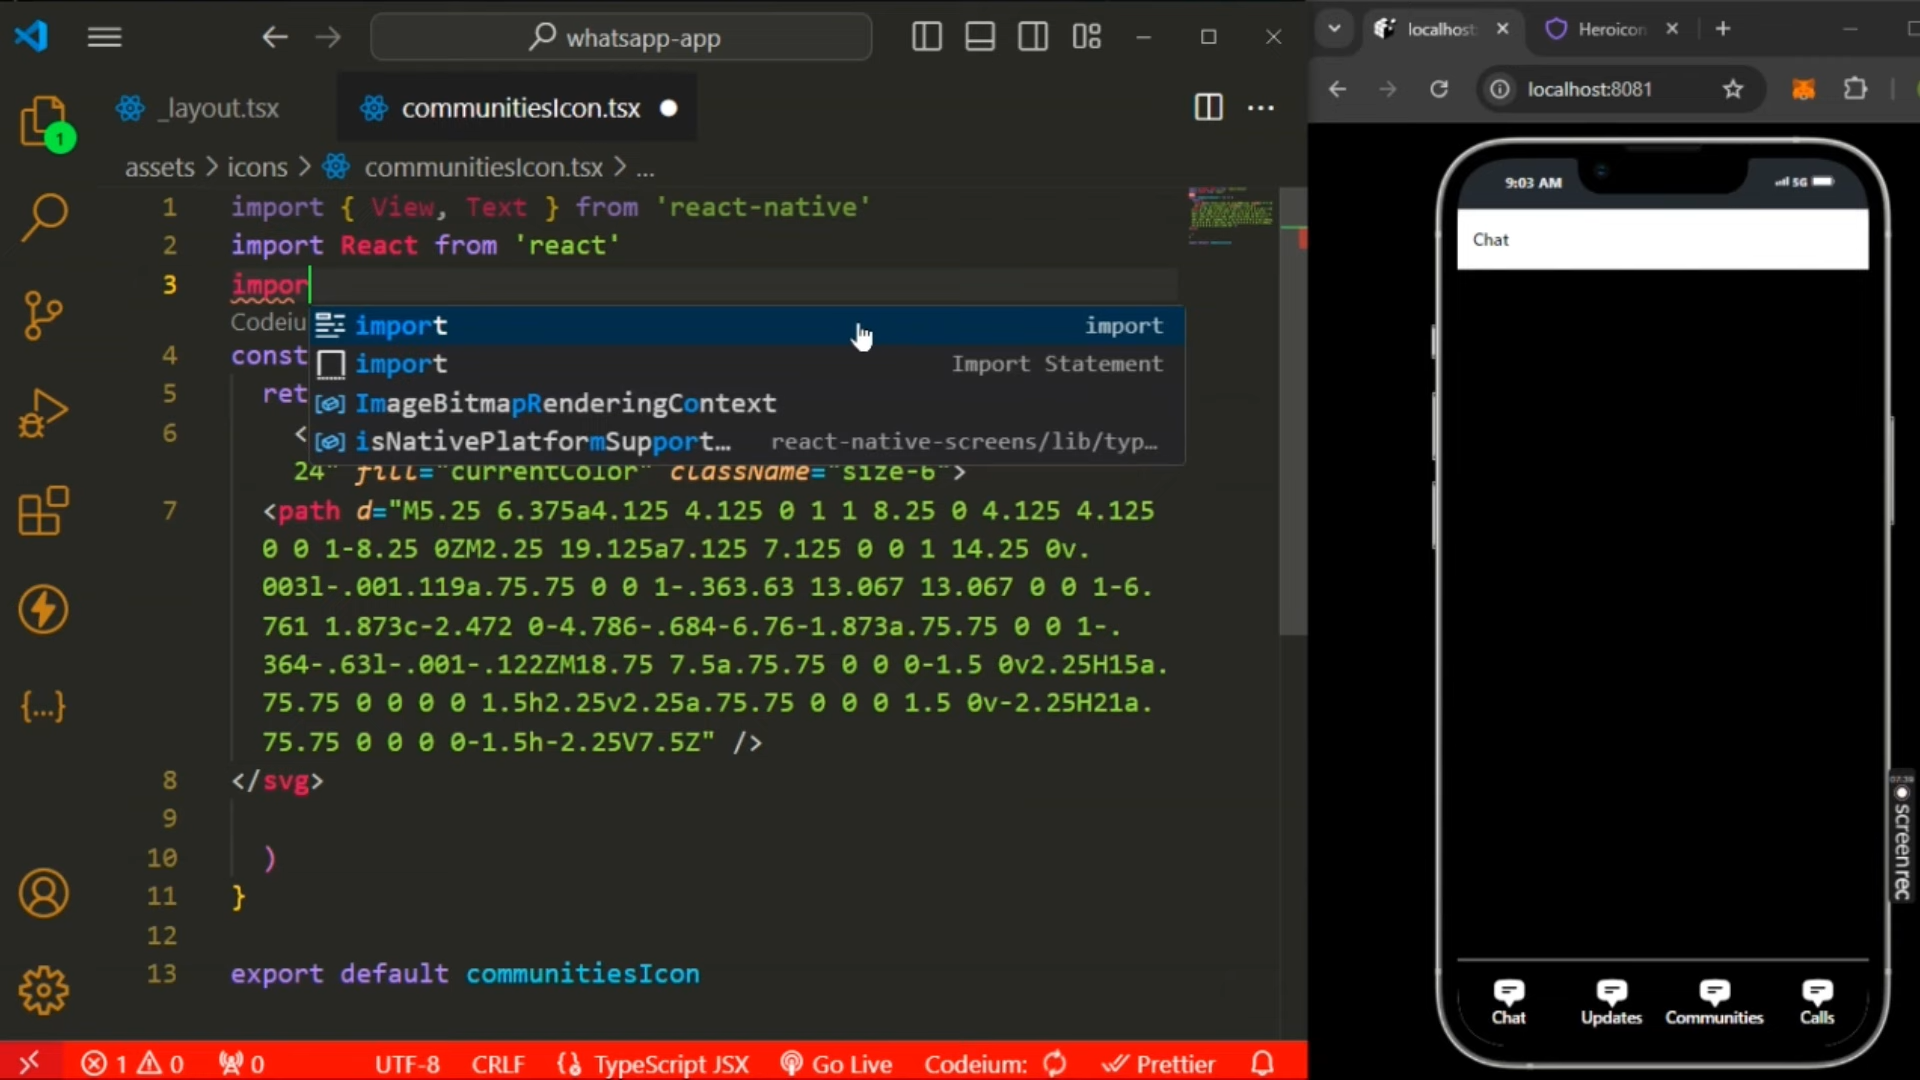 whatsapp-app
_layout.tsx
communitiesIcon.tsx
assets > icons > communitiesIcon.tsx > ...
1 import { View, Text } from 'react-native'
2 import React from 'react'
3 impor
Codeiu
import import
import Import Statement
ImageBitmapRenderingContext
isNativePlatformSupport... react-native-screens/lib/typ...
4 const
5 ret
6 <
24" fill="currentColor" className="size-6">
7 <path d="M5.25 6.375a4.125 4.125 0 1 1 8.25 0 4.125 4.125
0 0 1-8.25 0ZM2.25 19.125a7.125 7.125 0 0 1 14.25 0v.
003l-.001.119a.75.75 0 0 1-.363.63 13.067 13.067 0 0 1-6.
761 1.873c-2.472 0-4.786-.684-6.76-1.873a.75.75 0 0 1-.
364-.63l-.001-.122ZM18.75 7.5a.75.75 0 0 0-1.5 0v2.25H15a.
75.75 0 0 0 0 1.5h2.25v2.25a.75.75 0 0 0 1.5 0v-2.25H21a.
75.75 0 0 0 0-1.5h-2.25V7.5Z" />
8 </svg>
9
10 )
11 }
12
13 export default communitiesIcon
1
1 0 0
UTF-8
CRLF
TypeScript JSX
Go Live
Codeium:
Prettier
localhost:
Heroicon
localhost:8081
9:03 AM
5G
Chat
Chat
Updates
Communities
Calls
screenrec